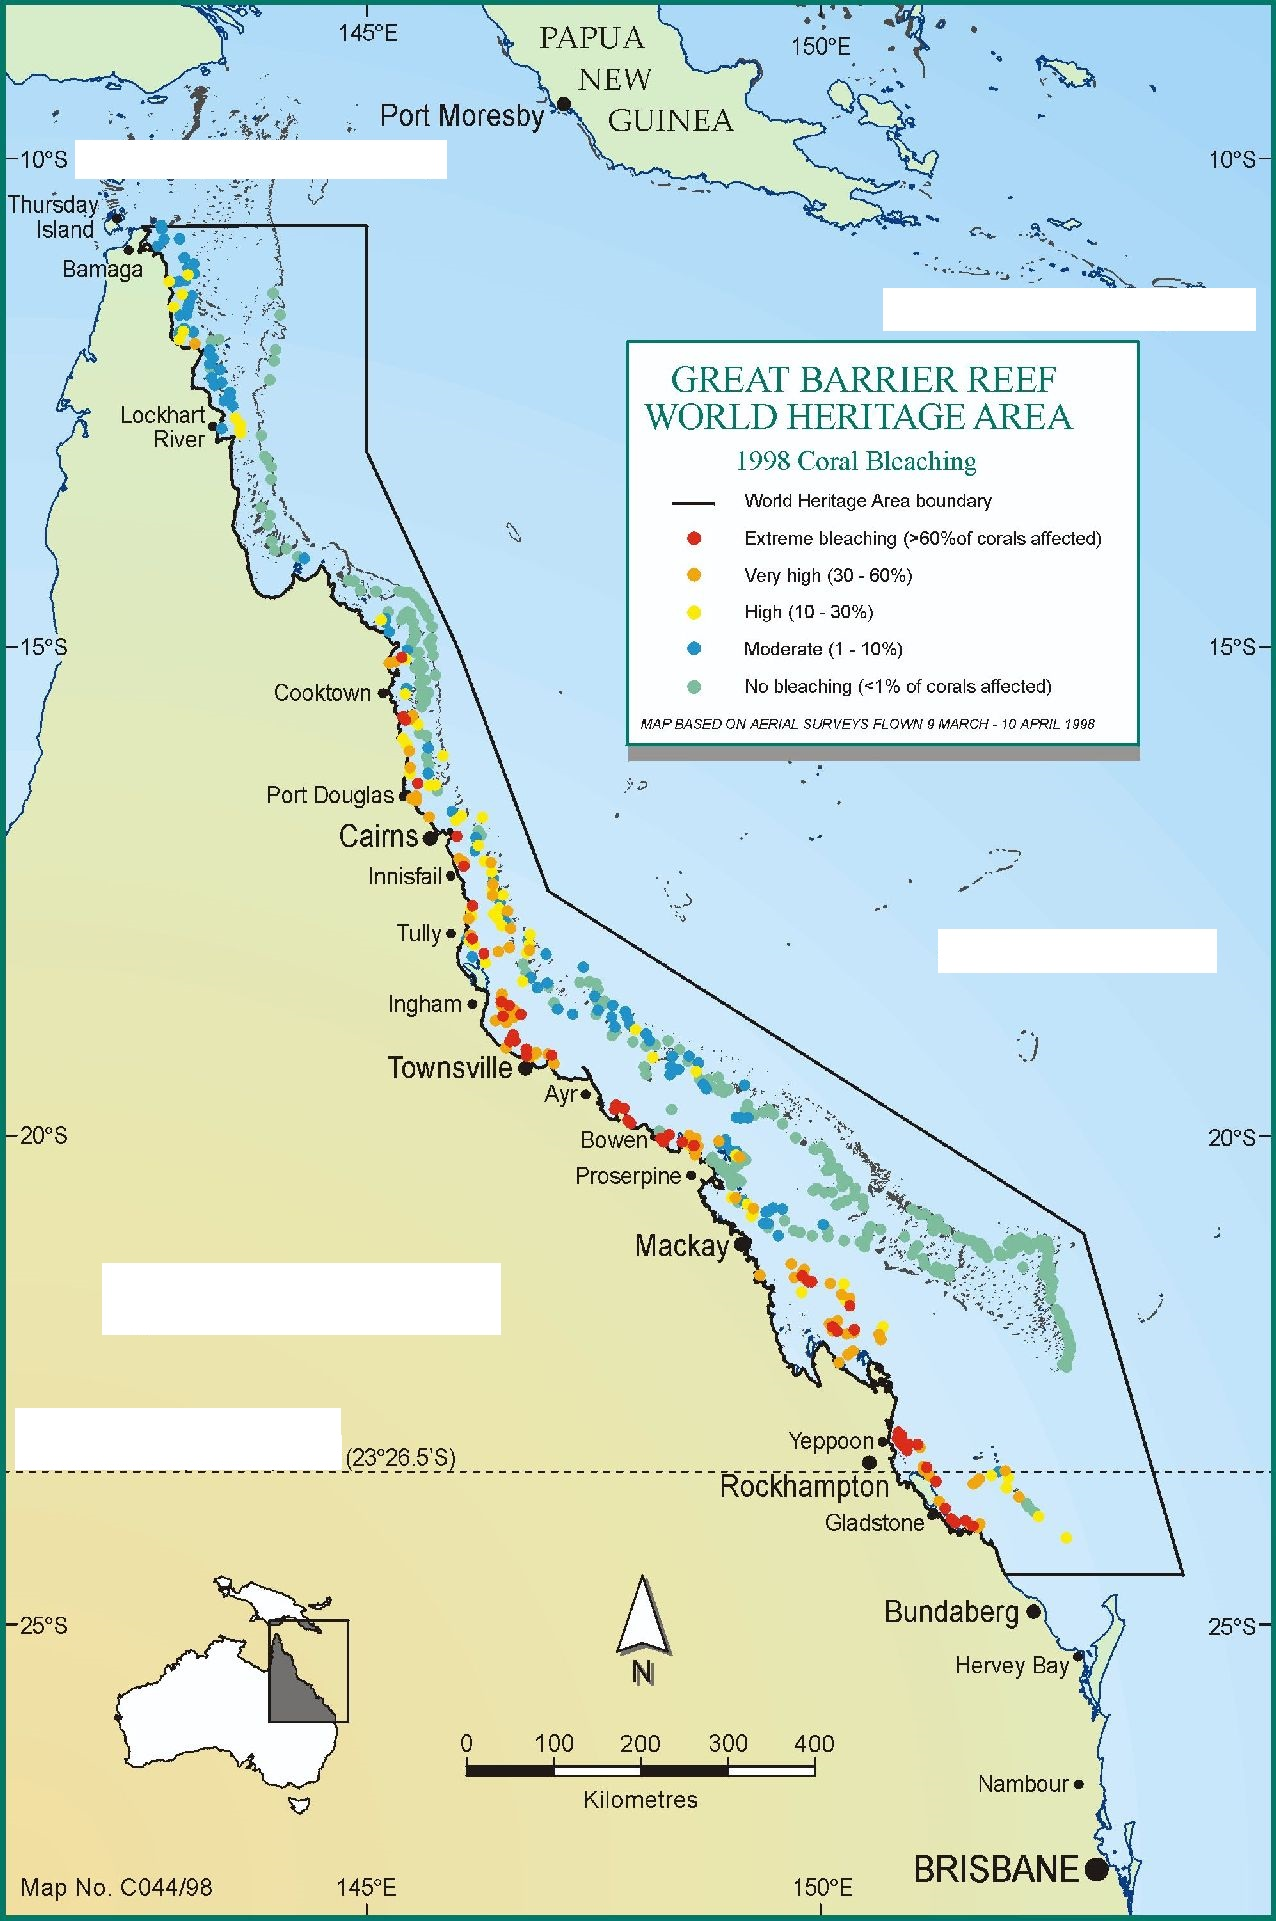 145°E
150°E
PAPUA
NEW
GUINEA
Port Moresby
10°S
10°S
Thursday
Island
Bamaga
GREAT BARRIER REEF
WORLD HERITAGE AREA
1998 Coral Bleaching
World Heritage Area boundary
Extreme bleaching (>60%of corals affected)
Very high (30 - 60%)
High (10 - 30%)
Moderate (1 - 10%)
No bleaching (<1% of corals affected)
MAP BASED ON AERIAL SURVEYS FLOWN 9 MARCH - 10 APRIL 1998
Lockhart
River
15°S
15°S
Cooktown
Port Douglas
Cairns
Innisfail
Tully
Ingham
Townsville
Ayr
20°S
20°S
Bowen
Proserpine
Mackay
Yeppoon
(23°26.5'S)
Rockhampton
Gladstone
Bundaberg
25°S
25°S
Hervey Bay
N
0 100 200 300 400
Kilometres
Nambour
BRISBANE
Map No. C044/98
145°E
150°E